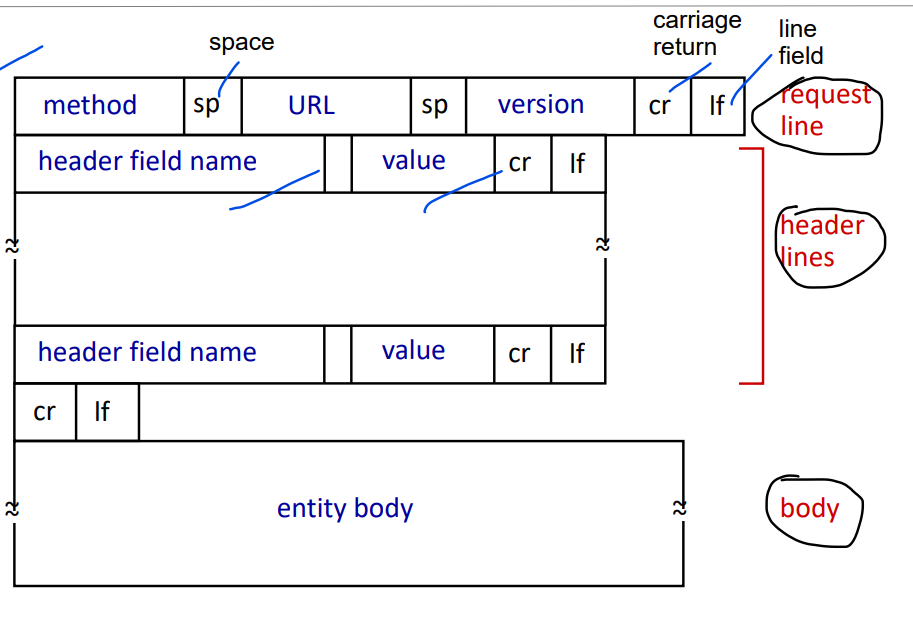 space
carriage
return
line
field
method sp URL sp version cr lf
request
line
header field name value cr lf
header
lines
header field name value cr lf
cr lf
entity body
body